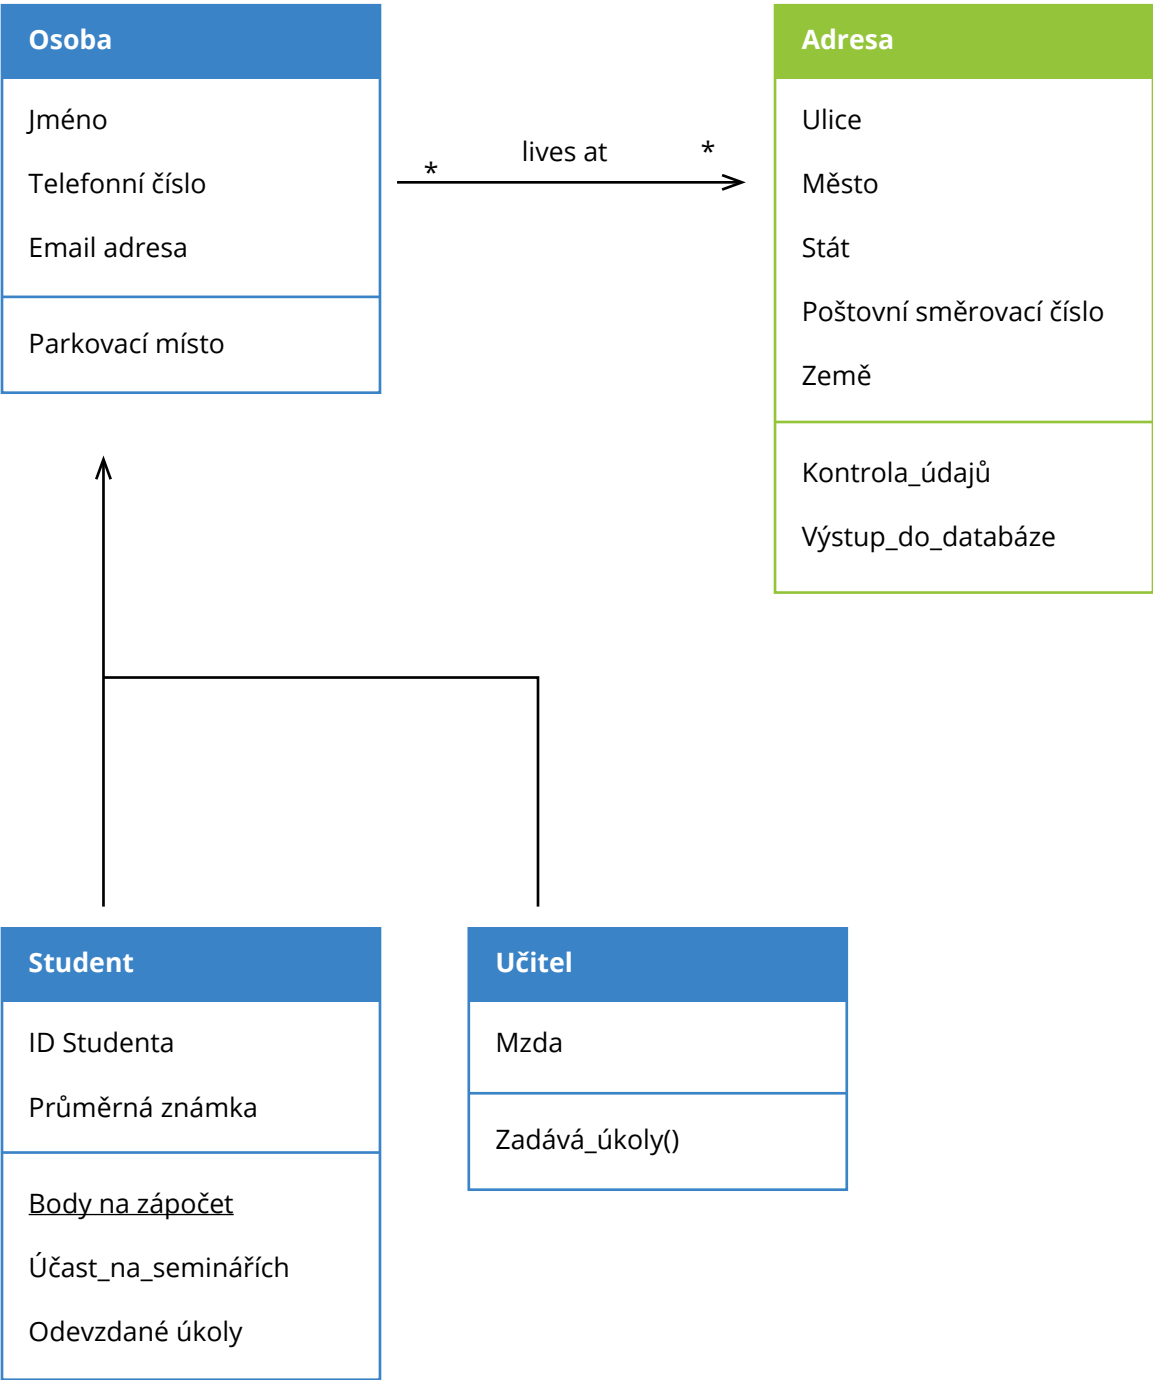 Osoba
Jméno
Telefonní číslo
Email adresa
Parkovací místo
* lives at *
Adresa
Ulice
Město
Stát
Poštovní směrovací číslo
Země
Kontrola_údajů
Výstup_do_databáze
Student
ID Studenta
Průměrná známka
Body na zápočet
Účast_na_seminářích
Odevzdané úkoly
Učitel
Mzda
Zadává_úkoly()